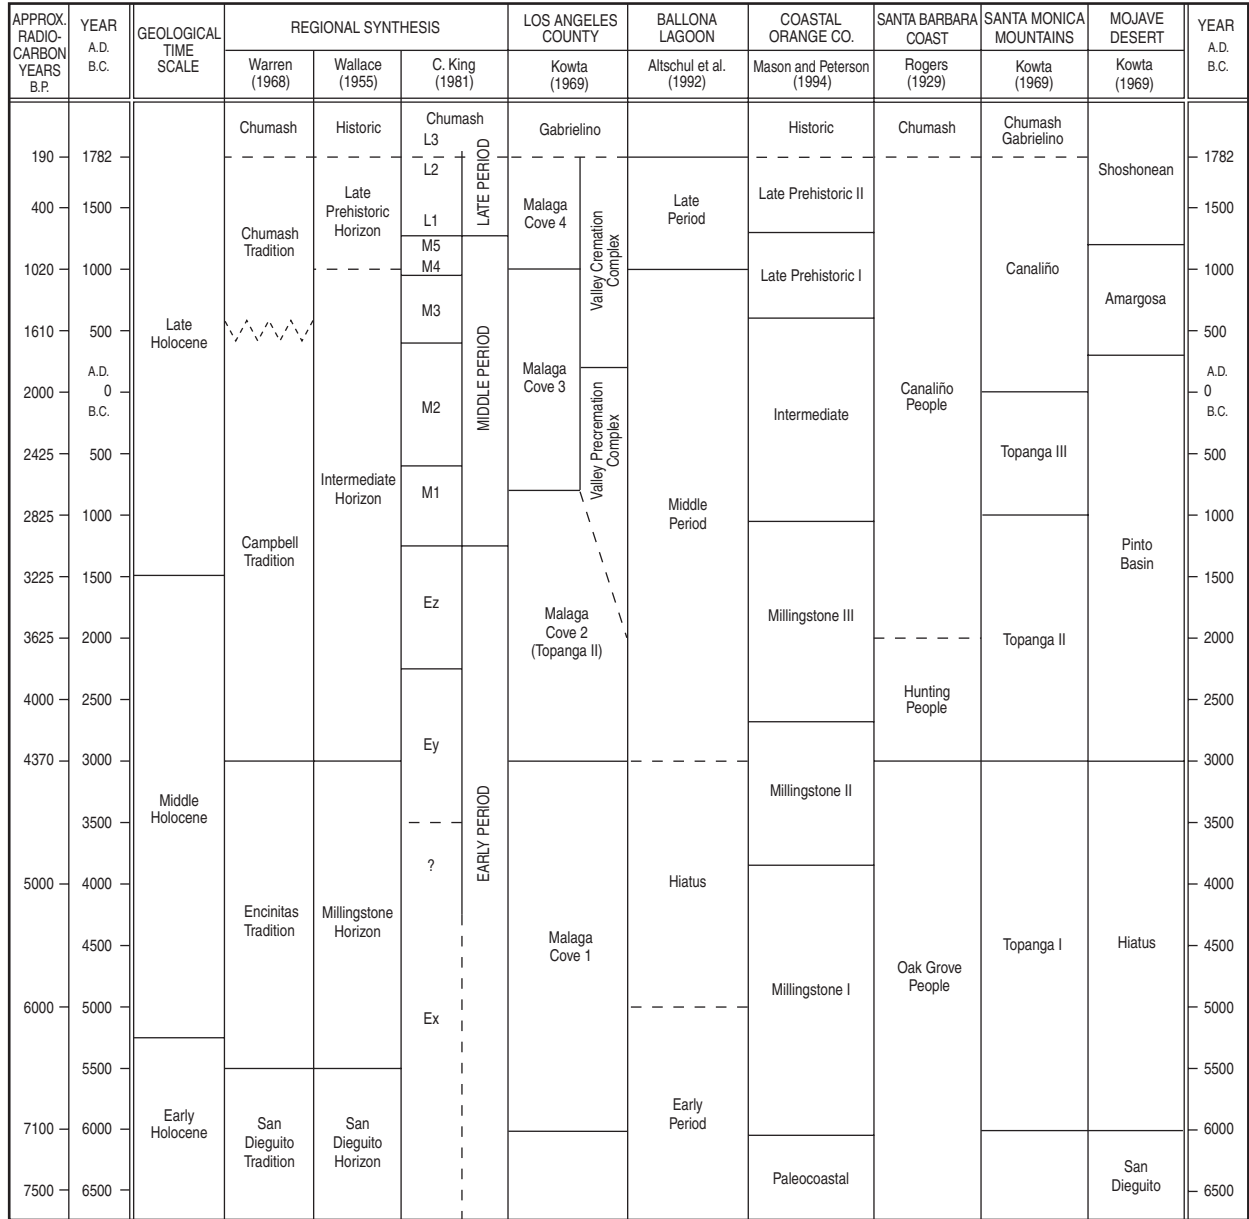 APPROX.
RADIO-
CARBON
YEARS
B.P.
YEAR
A.D.
B.C.
GEOLOGICAL
TIME
SCALE
REGIONAL SYNTHESIS
Warren
(1968)
Wallace
(1955)
C. King
(1981)
LOS ANGELES
COUNTY
Kowta
(1969)
BALLONA
LAGOON
Altschul et al.
(1992)
COASTAL
ORANGE CO.
Mason and Peterson
(1994)
SANTA BARBARA
COAST
Rogers
(1929)
SANTA MONICA
MOUNTAINS
Kowta
(1969)
MOJAVE
DESERT
Kowta
(1969)
YEAR
A.D.
B.C.
190
400
1020
1610
2000
2425
2825
3225
3625
4000
4370
5000
6000
7100
7500
1782
1500
1000
500
A.D.
0
B.C.
500
1000
1500
2000
2500
3000
3500
4000
4500
5000
5500
6000
6500
Late
Holocene
Middle
Holocene
Early
Holocene
Chumash
Chumash
Tradition
Campbell
Tradition
Encinitas
Tradition
San
Dieguito
Tradition
Historic
Late
Prehistoric
Horizon
Intermediate
Horizon
Millingstone
Horizon
San
Dieguito
Horizon
Chumash
L3
L2
L1
M5
M4
M3
M2
M1
Ez
Ey
?
Ex
LATE PERIOD
MIDDLE PERIOD
EARLY PERIOD
Gabrielino
Malaga
Cove 4
Malaga
Cove 3
Valley Cremation
Complex
Valley Precremation
Complex
Malaga
Cove 2
(Topanga II)
Malaga
Cove 1
Late
Period
Middle
Period
Hiatus
Early
Period
Historic
Late Prehistoric II
Late Prehistoric I
Intermediate
Millingstone III
Millingstone II
Millingstone I
Paleocoastal
Chumash
Canaliño
People
Hunting
People
Oak Grove
People
Chumash
Gabrielino
Canaliño
Topanga III
Topanga II
Topanga I
Shoshonean
Amargosa
Pinto
Basin
Hiatus
San
Dieguito
1782
1500
1000
500
A.D.
0
B.C.
500
1000
1500
2000
2500
3000
3500
4000
4500
5000
5500
6000
6500